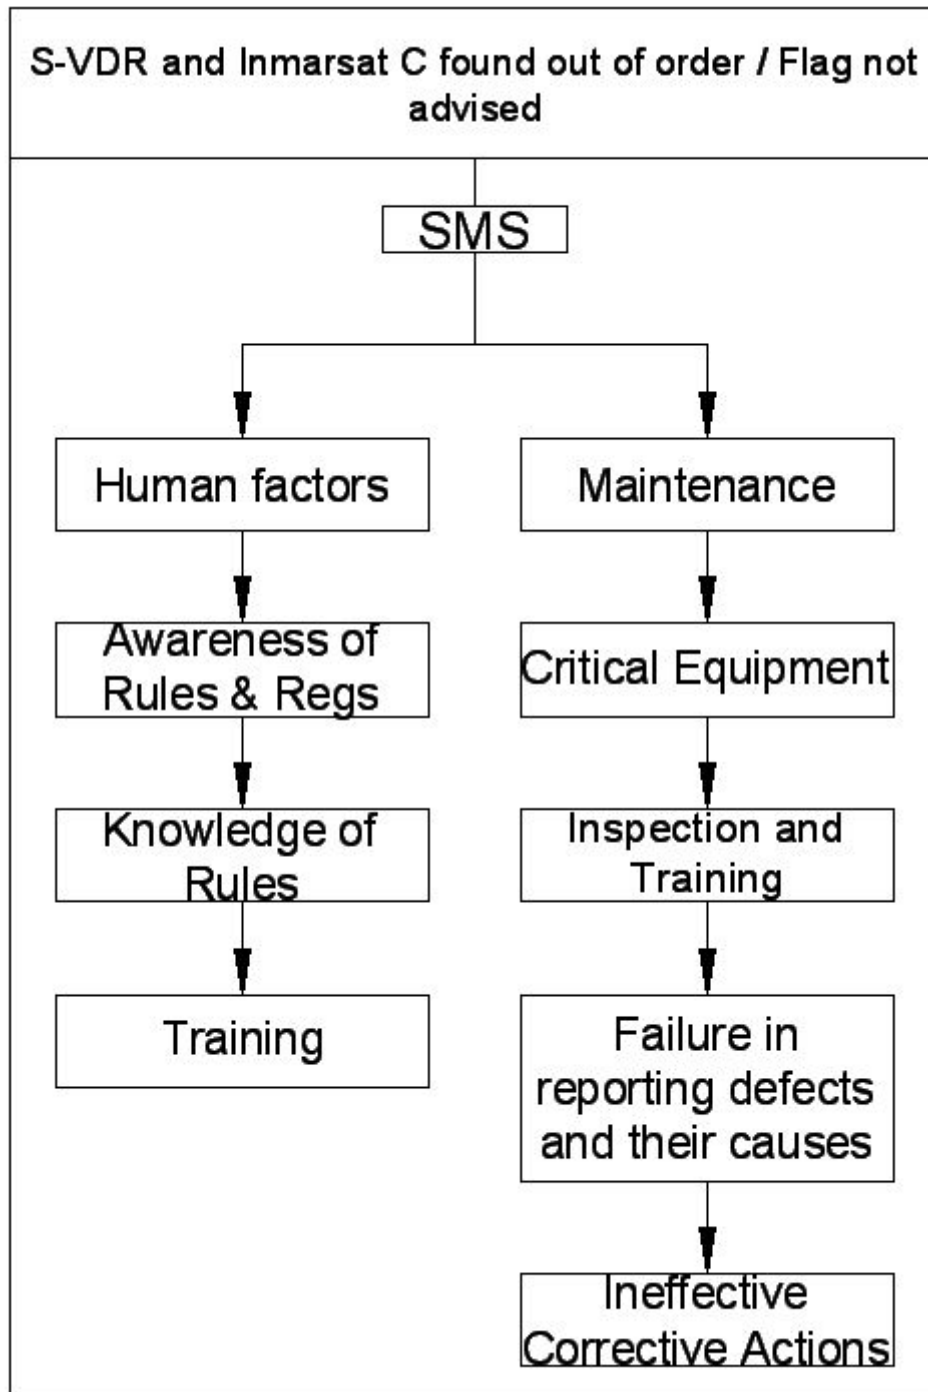 S-VDR and Inmarsat C found out of order / Flag not
advised
SMS
Human factors
Awareness of
Rules & Regs
Knowledge of
Rules
Training
Maintenance
Critical Equipment
Inspection and
Training
Failure in
reporting defects
and their causes
Ineffective
Corrective Actions